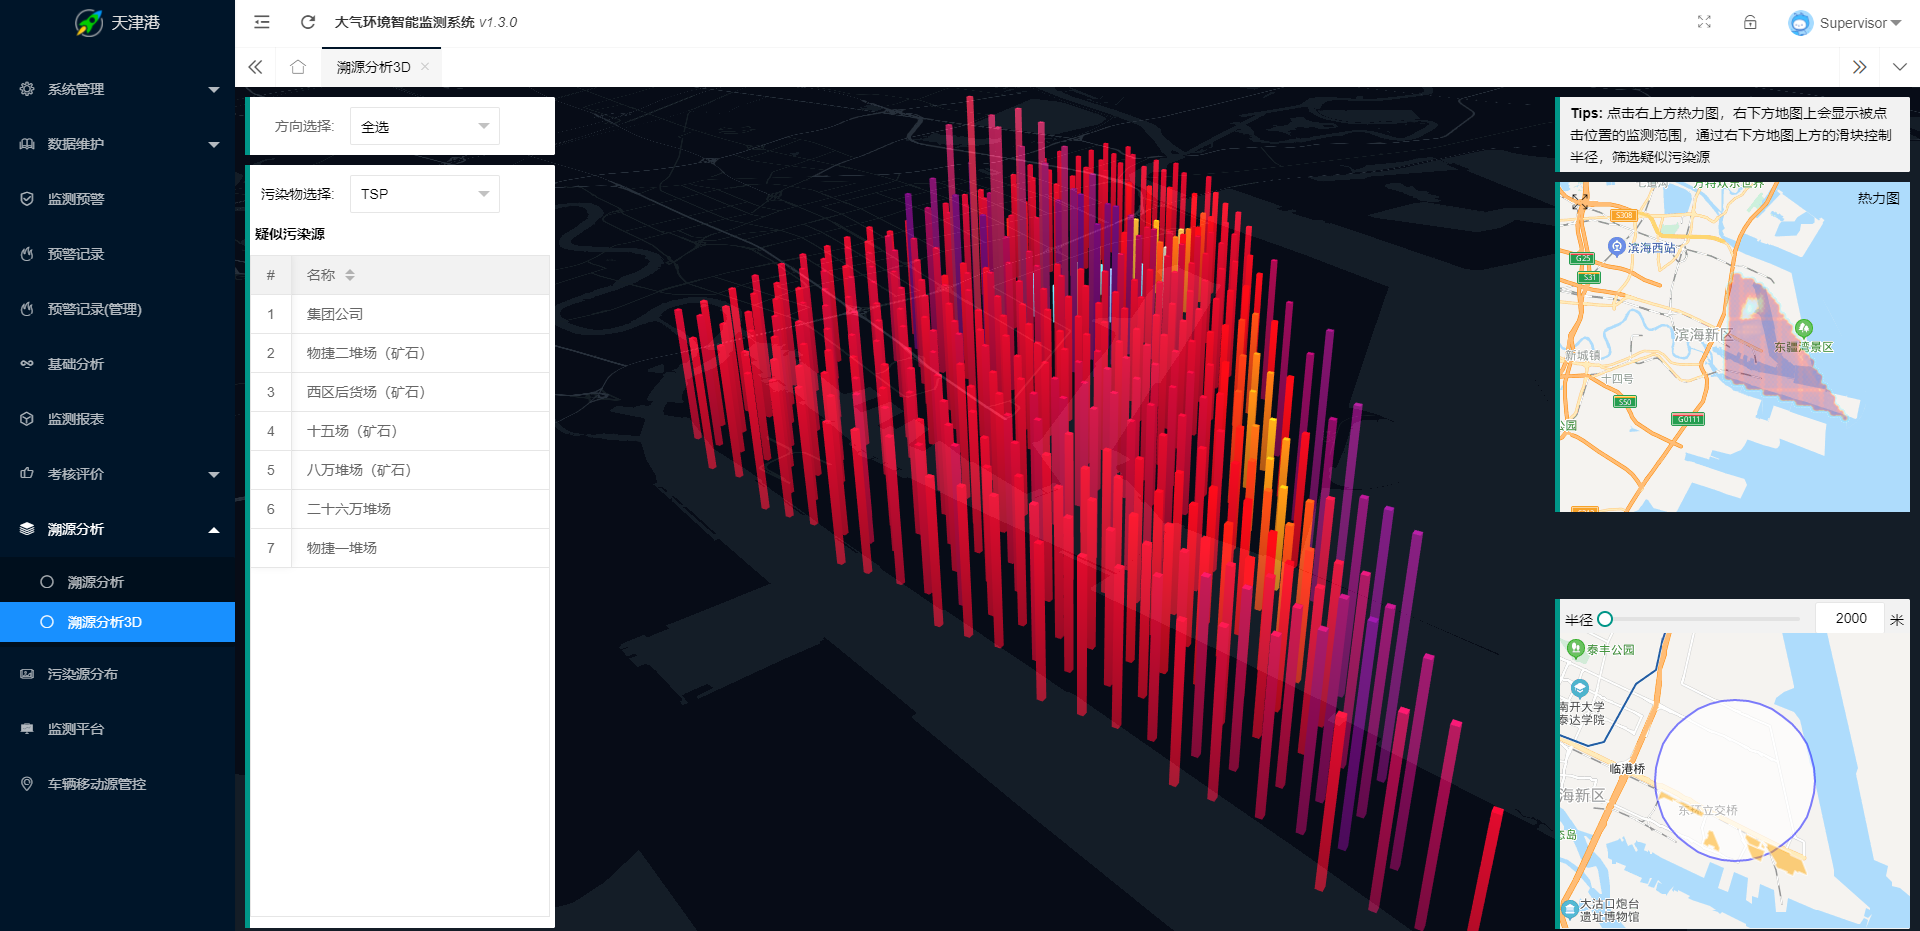 天津港
大气环境智能监测系统 v1.3.0
Supervisor
溯源分析3D
系统管理
数据维护
监测预警
预警记录
预警记录(管理)
基础分析
监测报表
考核评价
溯源分析
溯源分析
溯源分析3D
污染源分布
监测平台
车辆移动源管控
方向选择: 全选
污染物选择: TSP
疑似污染源
# 名称
1 集团公司
2 物捷二堆场（矿石）
3 西区后货场（矿石）
4 十五场（矿石）
5 八万堆场（矿石）
6 二十六万堆场
7 物捷一堆场
Tips: 点击右上方热力图，右下方地图上会显示被点
击位置的监测范围，通过右下方地图上方的滑块控制
半径，筛选疑似污染源
热力图
S308
滨海西站
G25
S31
滨海新区
东疆湾景区
新城镇
十四号
S50
G0111
公园
半径 2000 米
泰丰公园
南开大学
泰达学院
临港桥
海新区
东环立交桥
大沽口炮台
遗址博物馆